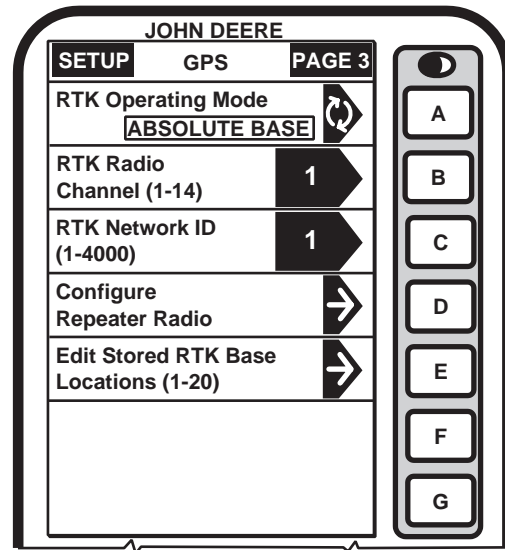 JOHN DEERE
SETUP GPS PAGE 3
RTK Operating Mode
ABSOLUTE BASE
RTK Radio
Channel (1-14)
1
RTK Network ID
(1-4000)
1
Configure
Repeater Radio
Edit Stored RTK Base
Locations (1-20)
A
B
C
D
E
F
G